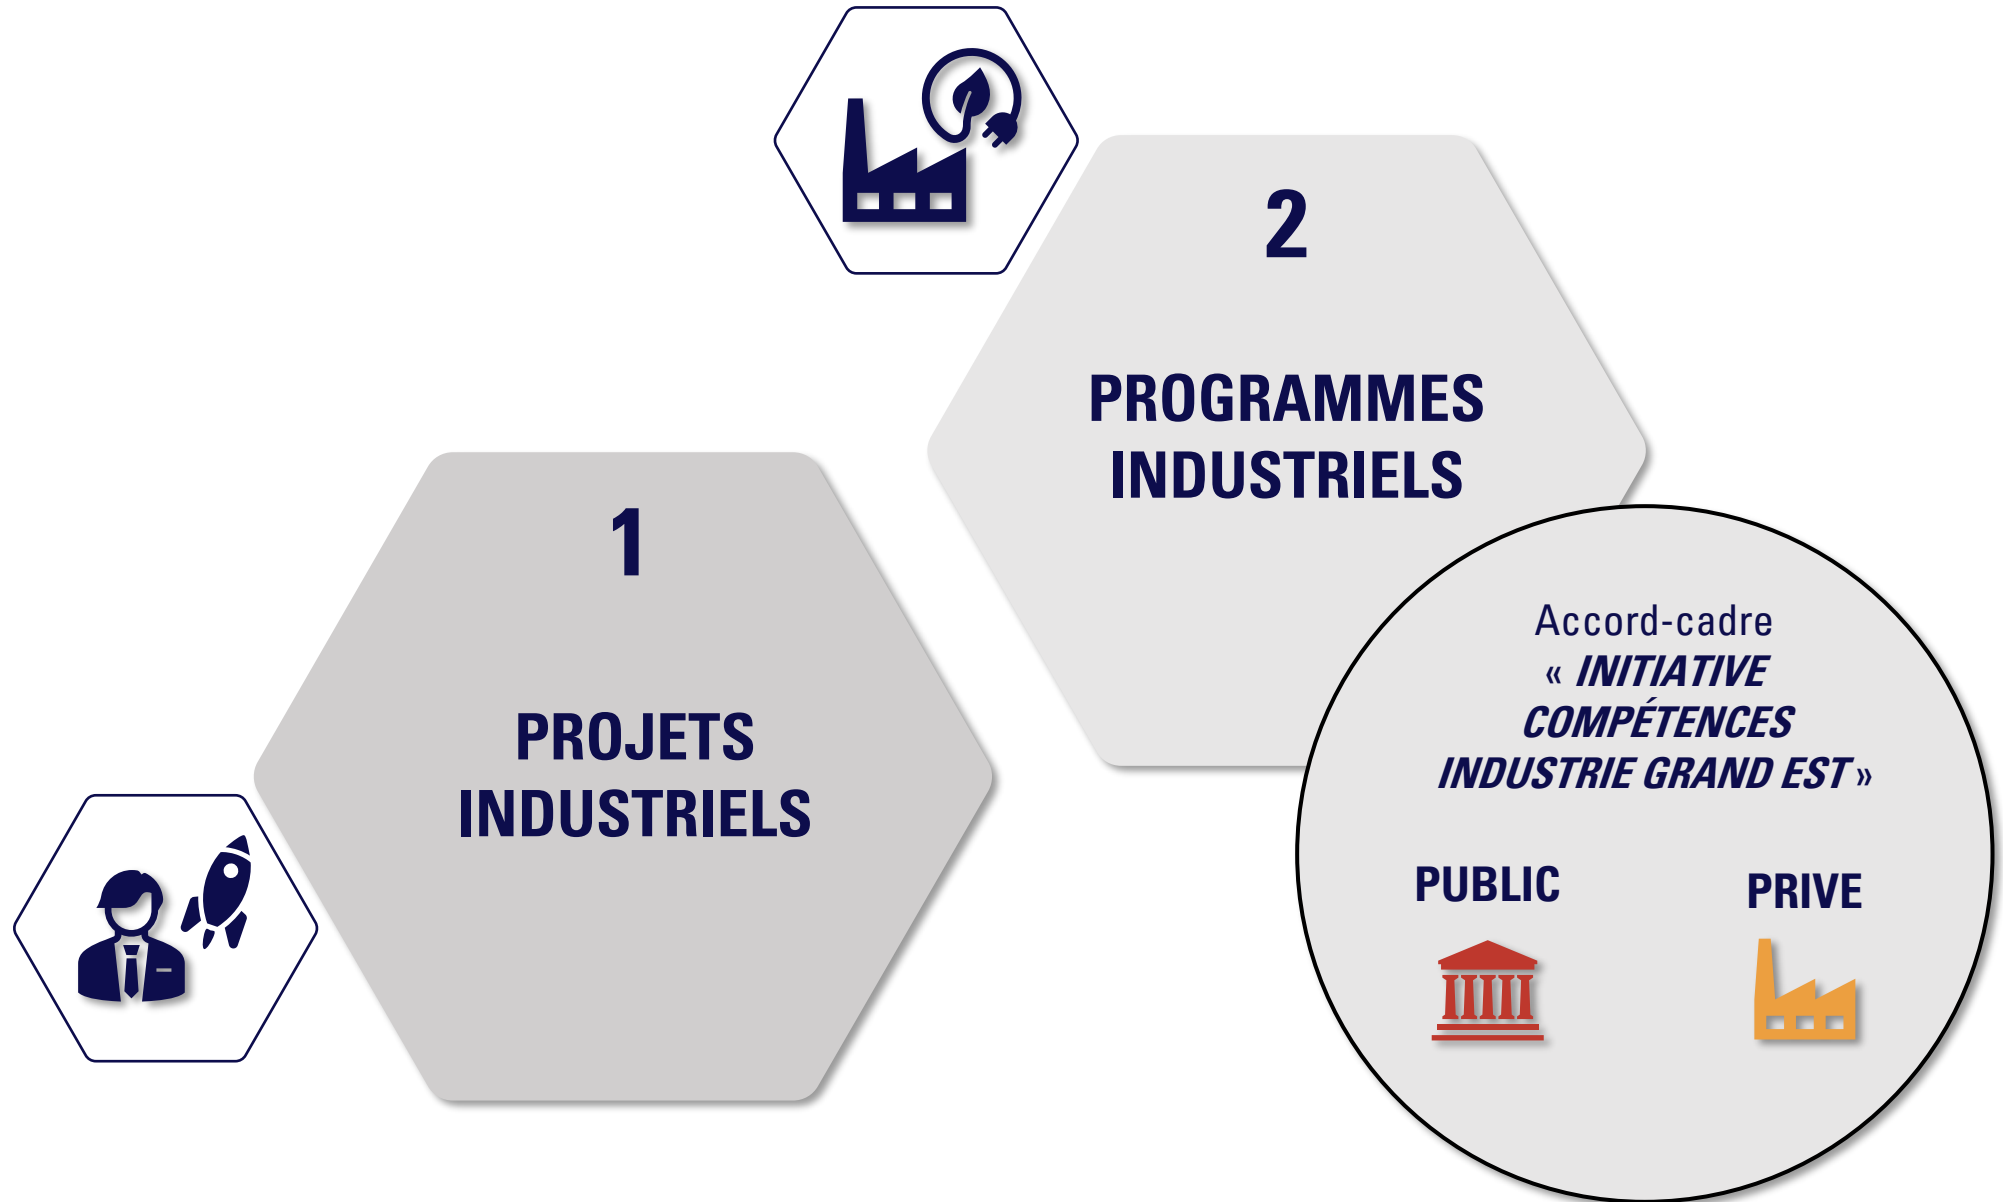 1
PROJETS
INDUSTRIELS
2
PROGRAMMES
INDUSTRIELS
Accord-cadre
« INITIATIVE
COMPÉTENCES
INDUSTRIE GRAND EST »
PUBLIC
PRIVE